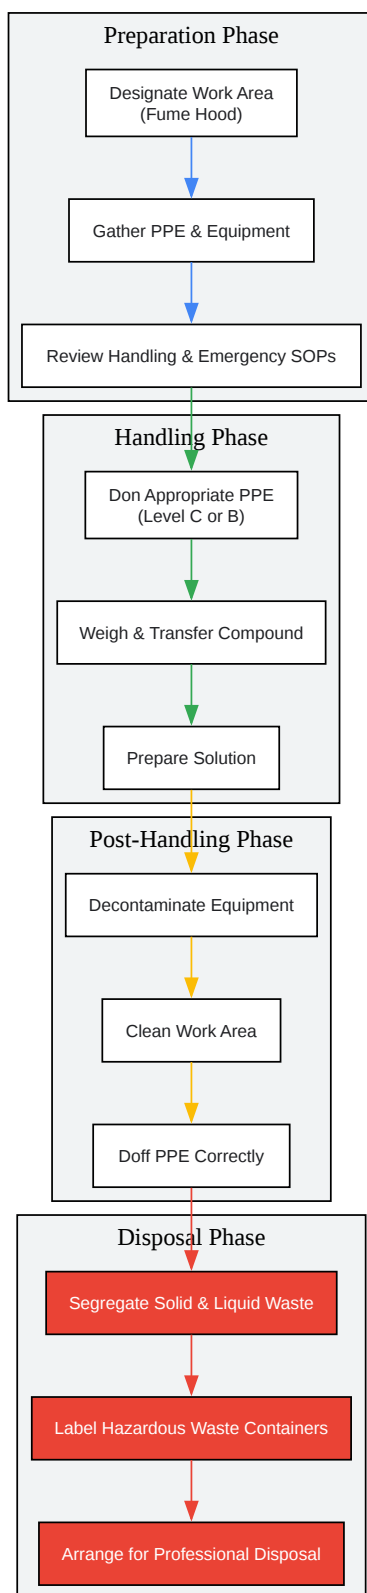 Preparation Phase
Designate Work Area
(Fume Hood)
Gather PPE & Equipment
Review Handling & Emergency SOPs
Handling Phase
Don Appropriate PPE
(Level C or B)
Weigh & Transfer Compound
Prepare Solution
Post-Handling Phase
Decontaminate Equipment
Clean Work Area
Doff PPE Correctly
Disposal Phase
Segregate Solid & Liquid Waste
Label Hazardous Waste Containers
Arrange for Professional Disposal